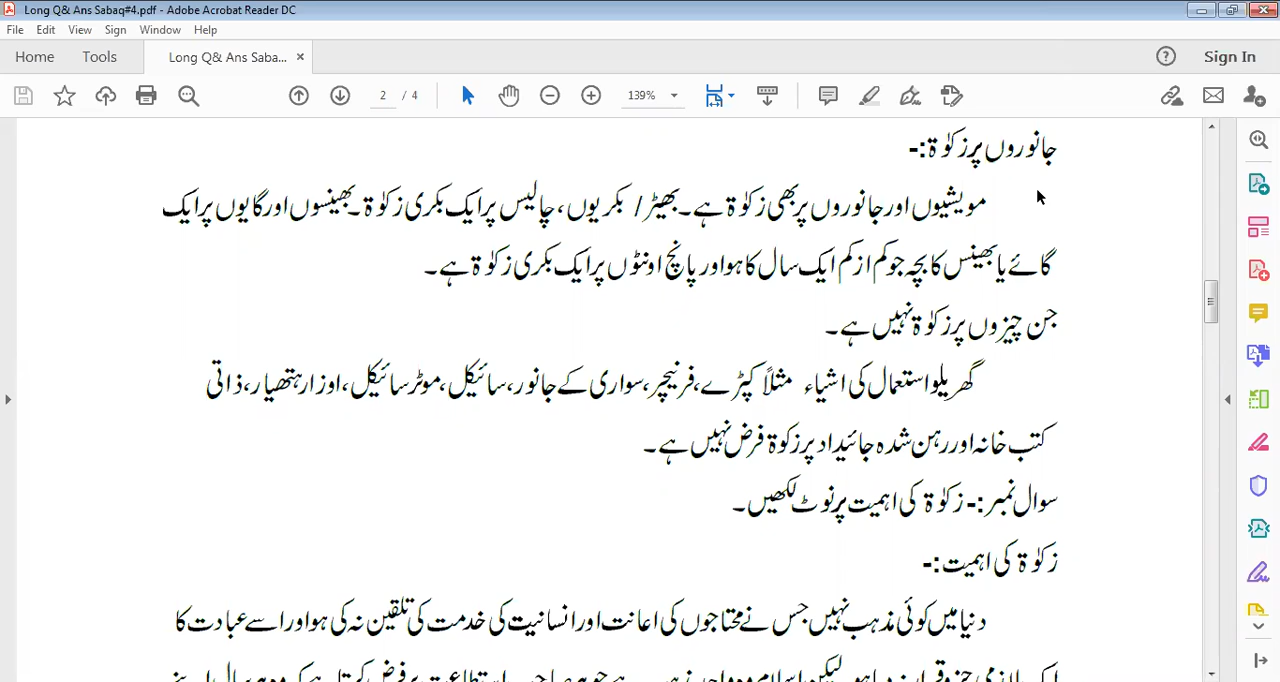 Long Q& Ans Sabaq#4.pdf - Adobe Acrobat Reader DC
File Edit View Sign Window Help
Home Tools Long Q& Ans Saba... × Sign In
2 / 4 139%
جانوروں پر زکوٰۃ:-
مویشیوں اور جانوروں پر بھی زکوٰۃ ہے۔ بھیڑ / بکریوں، چالیس پر ایک بکری زکوٰۃ۔ بھینسوں اور گایوں پر ایک
گائے یا بھینس کا بچہ جو کم از کم ایک سال کا ہو اور پانچ اونٹوں پر ایک بکری زکوٰۃ ہے۔
جن چیزوں پر زکوٰۃ نہیں ہے۔
گھریلو استعمال کی اشیاء مثلاً کپڑے، فرنیچر، سواری کے جانور، سائیکل، موٹر سائیکل، اوزار ہتھیار، ذاتی
کتب خانہ اور رہن شدہ جائیداد پر زکوۃ فرض نہیں ہے۔
سوال نمبر:- زکوٰۃ کی اہمیت پر نوٹ لکھیں۔
زکوٰۃ کی اہمیت:-
دنیا میں کوئی مذہب نہیں جس نے محتاجوں کی اعانت اور انسانیت کی خدمت کی تلقین نہ کی ہو اور اسے عبادت کا